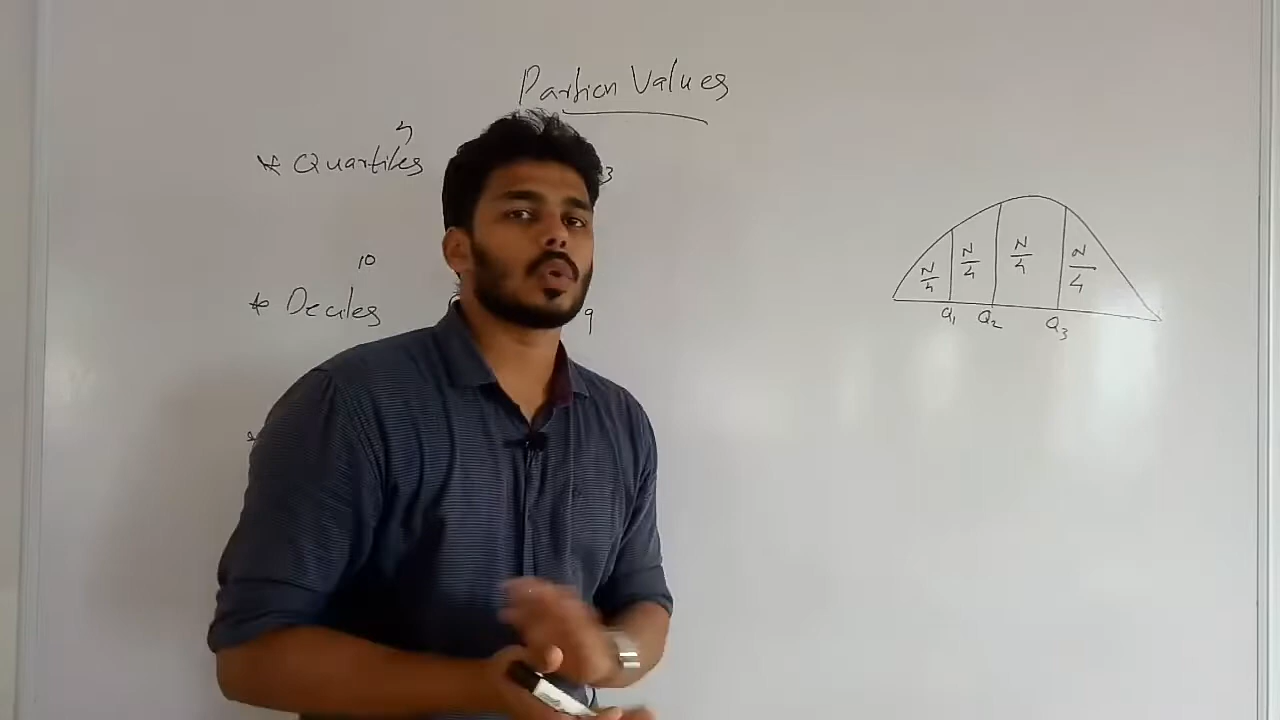 Partion Values
4
* Quartiles 3
10
* Deciles 9
*
N/4 N/4 N/4 N/4
Q1 Q2 Q3